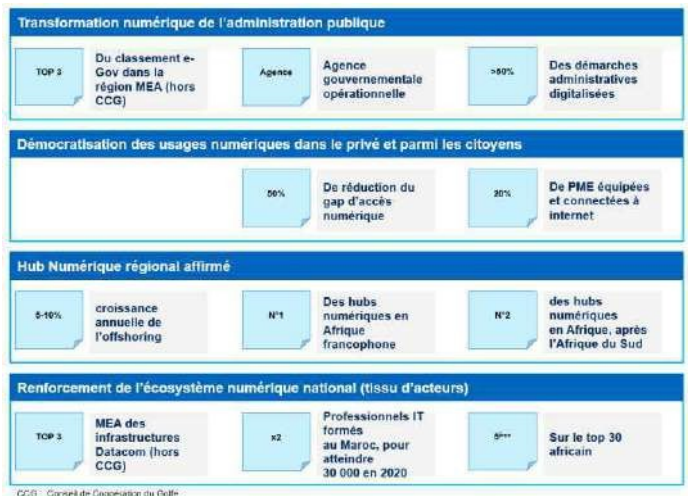 Transformation numérique de l'administration publique
TOP 3
Du classement e-
Gov dans la
région MEA (hors
CCG)
Agence
Agence
gouvernementale
opérationnelle
>50%
Des démarches
administratives
digitalisées
Démocratisation des usages numériques dans le privé et parmi les citoyens
50%
De réduction du
gap d'accès
numérique
20%
De PME équipées
et connectées à
internet
Hub Numérique régional affirmé
5-10%
croissance
annuelle de
l'offshoring
N°1
Des hubs
numériques en
Afrique
francophone
N°2
des hubs
numériques
en Afrique, après
l'Afrique du Sud
Renforcement de l'écosystème numérique national (tissu d'acteurs)
TOP 3
MEA des
infrastructures
Datacom (hors
CCG)
x2
Professionnels IT
formés
au Maroc, pour
atteindre
30 000 en 2020
5ème
Sur le top 30
africain
CCG : Conseil de Coopération du Golfe